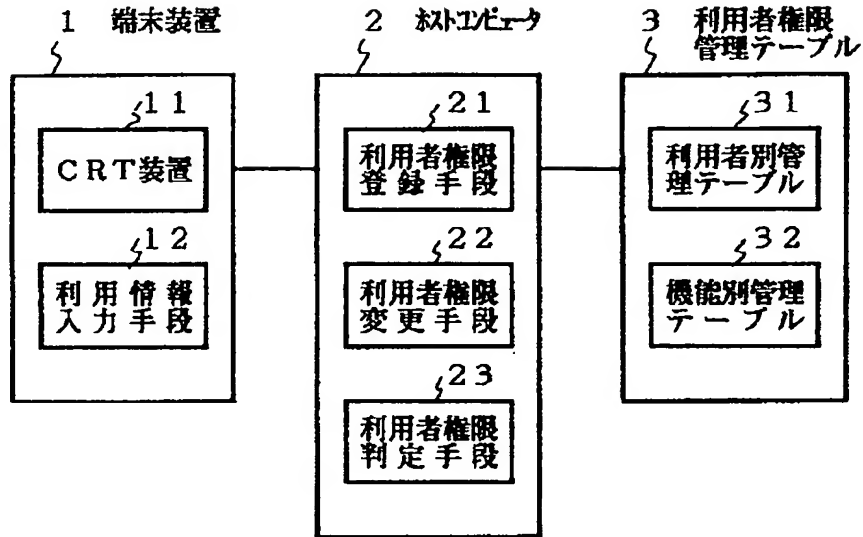 1 端末装置
11
CRT装置
12
利用情報
入力手段
2 ホストコンピュータ
21
利用者権限
登録手段
22
利用者権限
変更手段
23
利用者権限
判定手段
3 利用者権限
管理テーブル
31
利用者別管
理テーブル
32
機能別管理
テーブル